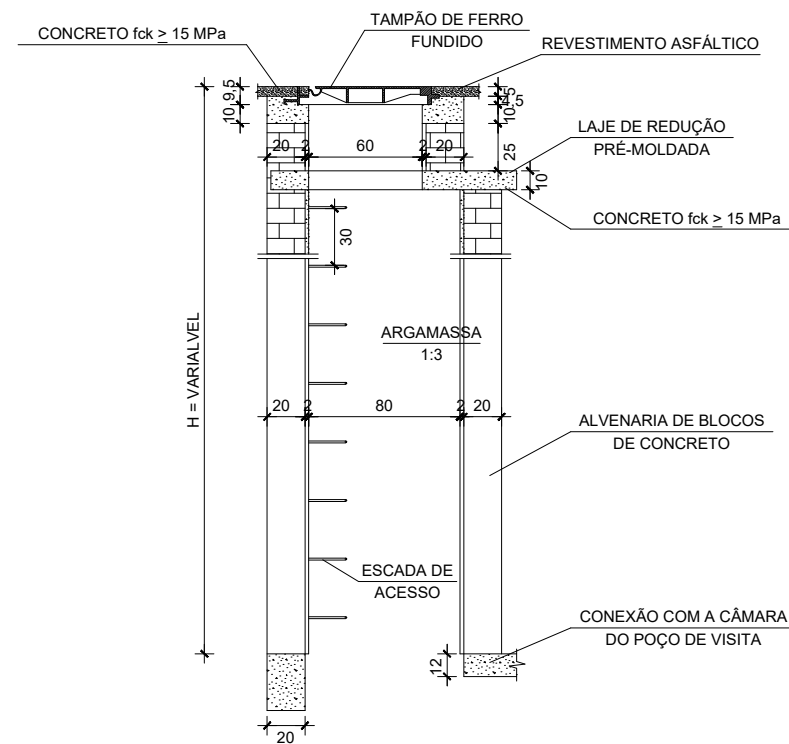 TAMPÃO DE FERRO
FUNDIDO
CONCRETO fck ≥ 15 MPa
REVESTIMENTO ASFÁLTICO
9,5
10
5
4,5
10
20 2 60 2 20
25
LAJE DE REDUÇÃO
PRÉ-MOLDADA
10
CONCRETO fck ≥ 15 MPa
30
H = VARIALVEL
ARGAMASSA
1:3
20 2 80 2 20
ALVENARIA DE BLOCOS
DE CONCRETO
ESCADA DE
ACESSO
CONEXÃO COM A CÂMARA
DO POÇO DE VISITA
12
20